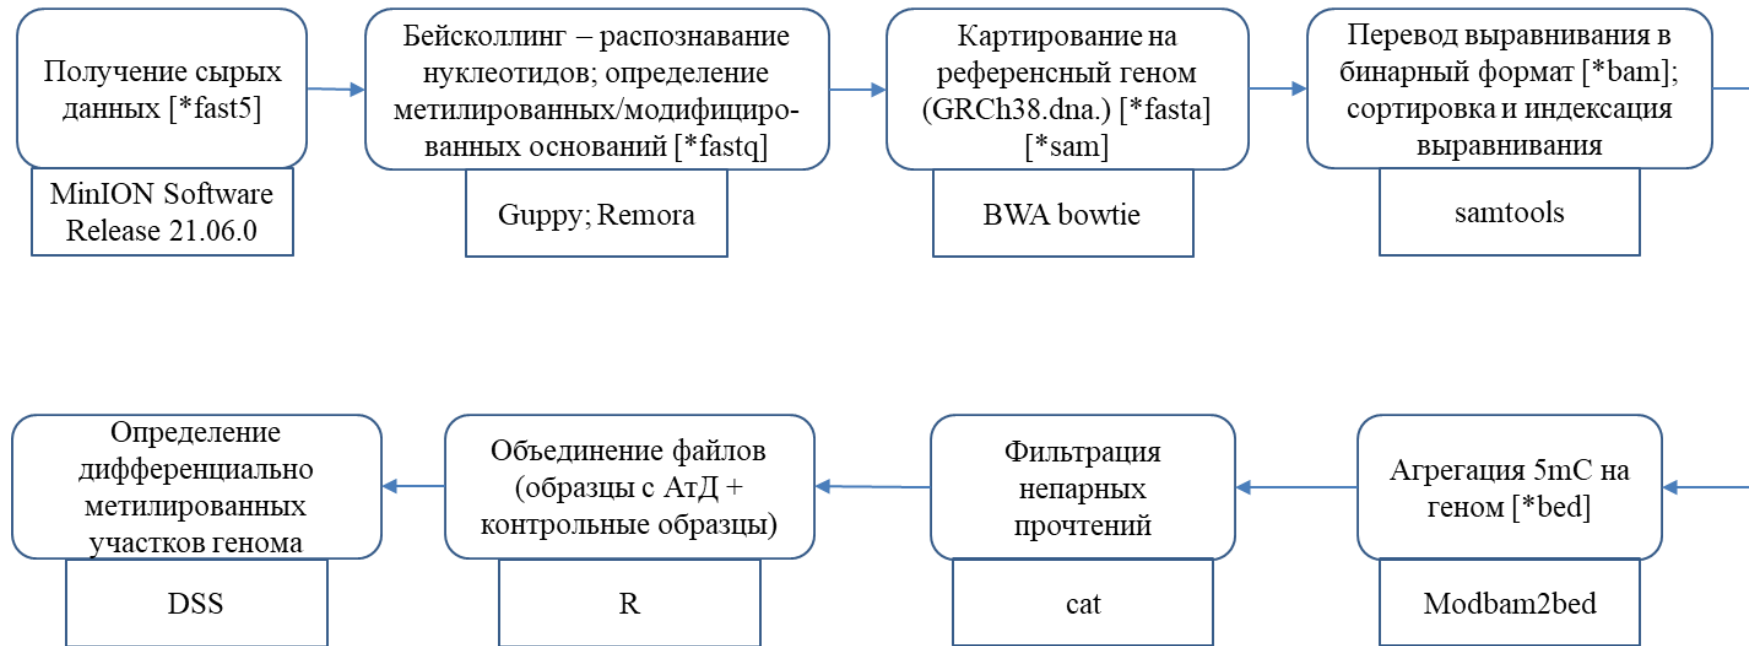 Получение сырых
данных [*fast5]
MinION Software
Release 21.06.0
Бейсколлинг – распознавание
нуклеотидов; определение
метилированных/модифициро-
ванных оснований [*fastq]
Guppy; Remora
Картирование на
референсный геном
(GRCh38.dna.) [*fasta]
[*sam]
BWA bowtie
Перевод выравнивания в
бинарный формат [*bam];
сортировка и индексация
выравнивания
samtools
Агрегация 5mC на
геном [*bed]
Modbam2bed
Фильтрация
непарных
прочтений
cat
Объединение файлов
(образцы с АтД +
контрольные образцы)
R
Определение
дифференциально
метилированных
участков генома
DSS